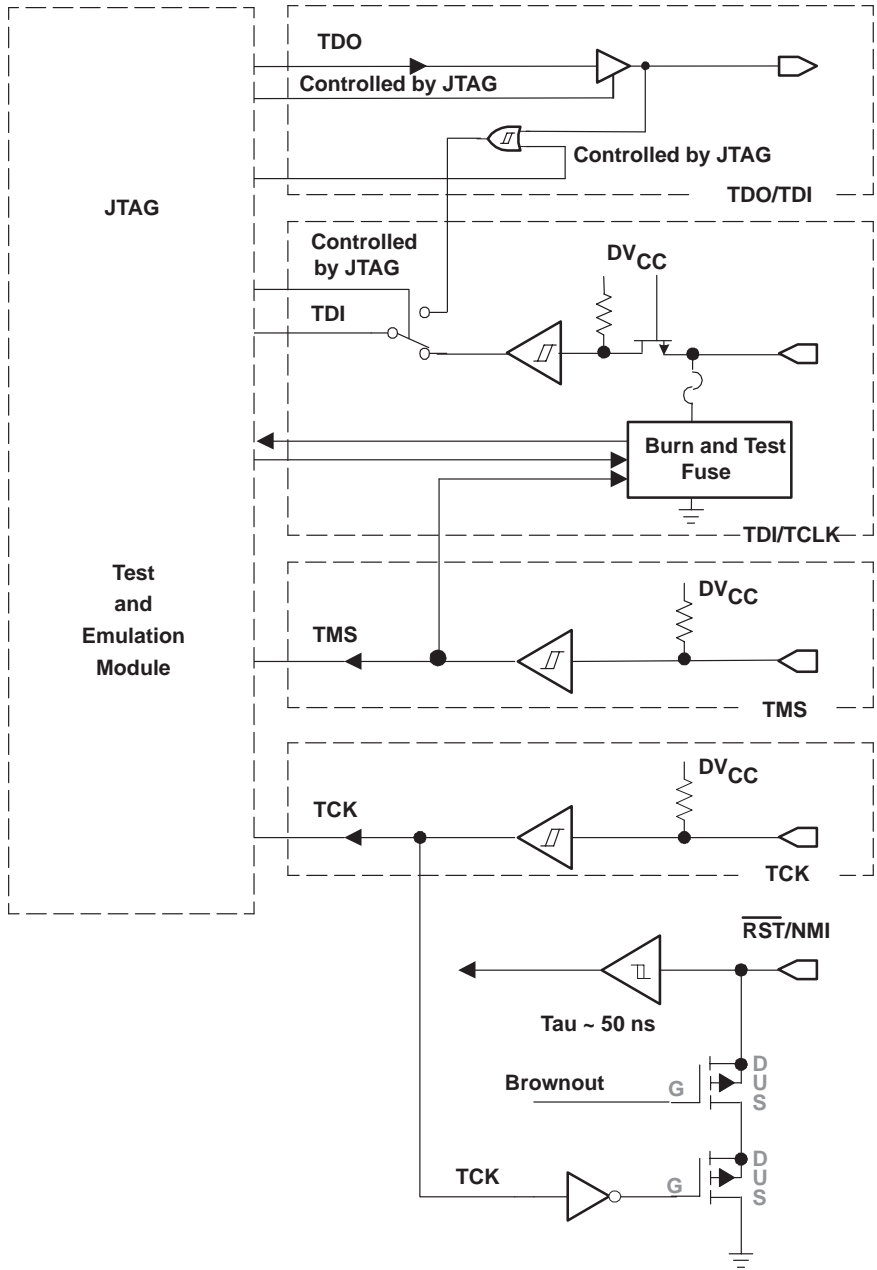 TDO
Controlled by JTAG
Controlled by JTAG
TDO/TDI
JTAG
Controlled
by JTAG
TDI
DVCC
Burn and Test
Fuse
TDI/TCLK
Test
and
Emulation
Module
TMS
DVCC
TMS
TCK
DVCC
TCK
RST/NMI
Tau ~ 50 ns
Brownout
G
D
U
S
TCK
G
D
U
S